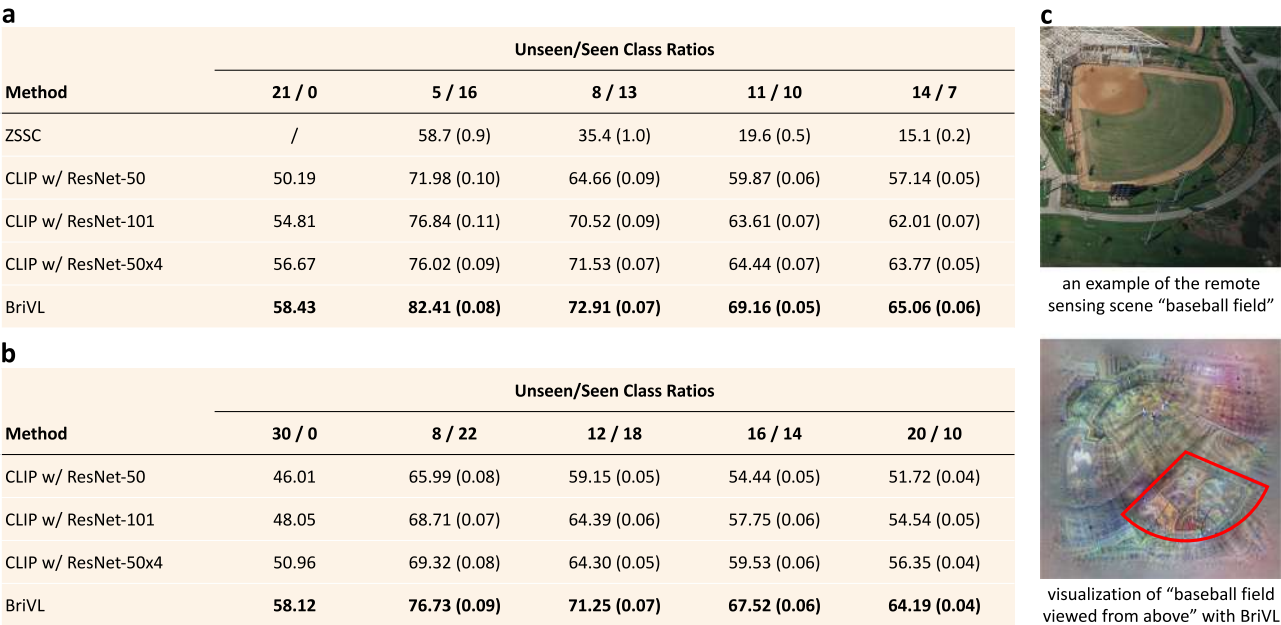 a
Unseen/Seen Class Ratios
Method 21 / 0 5 / 16 8 / 13 11 / 10 14 / 7
ZSSC / 58.7 (0.9) 35.4 (1.0) 19.6 (0.5) 15.1 (0.2)
CLIP w/ ResNet-50 50.19 71.98 (0.10) 64.66 (0.09) 59.87 (0.06) 57.14 (0.05)
CLIP w/ ResNet-101 54.81 76.84 (0.11) 70.52 (0.09) 63.61 (0.07) 62.01 (0.07)
CLIP w/ ResNet-50x4 56.67 76.02 (0.09) 71.53 (0.07) 64.44 (0.07) 63.77 (0.05)
BriVL 58.43 82.41 (0.08) 72.91 (0.07) 69.16 (0.05) 65.06 (0.06)
b
Unseen/Seen Class Ratios
Method 30 / 0 8 / 22 12 / 18 16 / 14 20 / 10
CLIP w/ ResNet-50 46.01 65.99 (0.08) 59.15 (0.05) 54.44 (0.05) 51.72 (0.04)
CLIP w/ ResNet-101 48.05 68.71 (0.07) 64.39 (0.06) 57.75 (0.06) 54.54 (0.05)
CLIP w/ ResNet-50x4 50.96 69.32 (0.08) 64.30 (0.05) 59.53 (0.06) 56.35 (0.04)
BriVL 58.12 76.73 (0.09) 71.25 (0.07) 67.52 (0.06) 64.19 (0.04)
c
an example of the remote
sensing scene “baseball field”
visualization of “baseball field
viewed from above” with BriVL